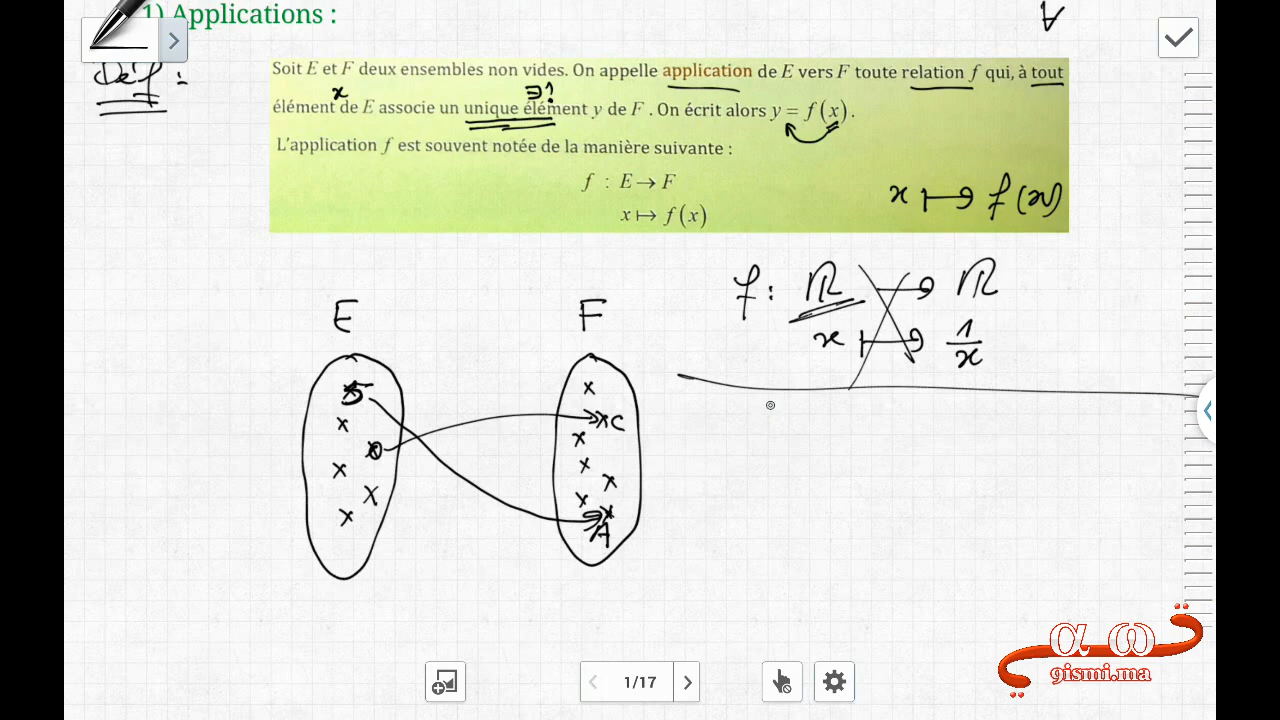 1) Applications :
A
Déf :
Soit E et F deux ensembles non vides. On appelle application de E vers F toute relation f qui, à tout
x ∃!
élément de E associe un unique élément y de F . On écrit alors y = f (x).
L'application f est souvent notée de la manière suivante :
f : E → F
x ↦ f (x)
x ↦ f (x)
f : ℝ → ℝ
x ↦ 1/x
E F
5
C
A
α ω
gismi.ma
1/17